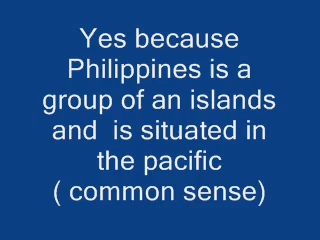 Yes because
Philippines is a
group of an islands
and  is situated in
the pacific
( common sense)